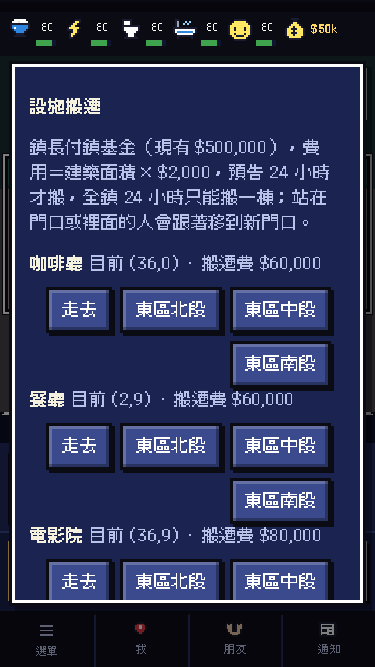 80 80 80 80 80 $50k
設施搬遷
鎮長付鎮基金（現有 $500,000），費
用＝建築面積 × $2,000，預告 24 小時
才搬，全鎮 24 小時只能搬一棟；站在
門口或裡面的人會跟著移到新門口。
咖啡廳 目前 (36,0) · 搬遷費 $60,000
走去 東區北段 東區中段
東區南段
餐廳 目前 (2,9) · 搬遷費 $60,000
走去 東區北段 東區中段
東區南段
電影院 目前 (36,9) · 搬遷費 $80,000
走去 東區北段 東區中段
選單 我 朋友 通知